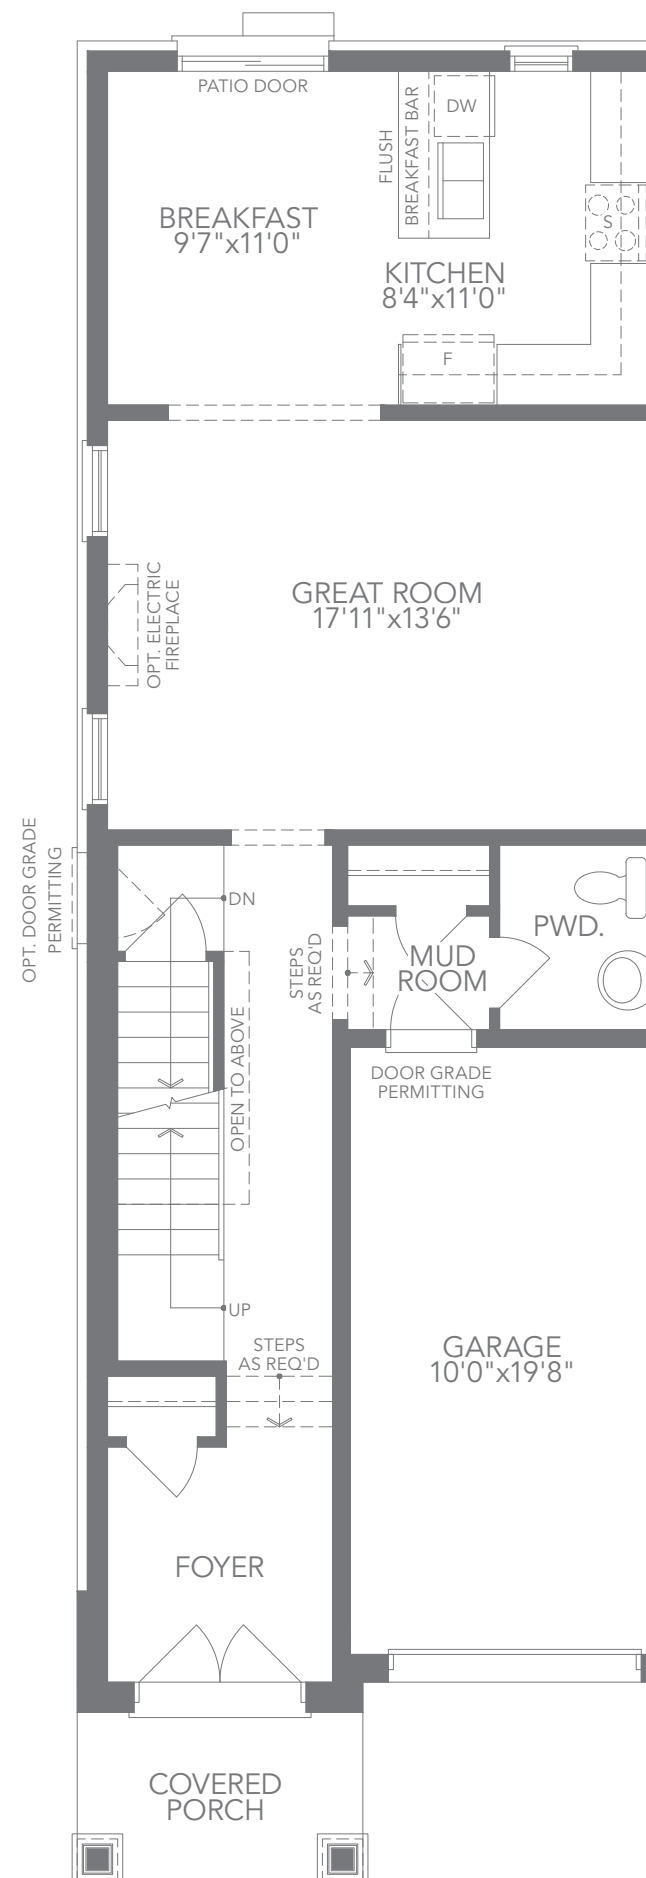 PATIO DOOR
DW
FLUSH
BREAKFAST BAR
BREAKFAST
9'7"x11'0"
S
KITCHEN
8'4"x11'0"
F
GREAT ROOM
17'11"x13'6"
OPT. ELECTRIC
FIREPLACE
OPT. DOOR GRADE
PERMITTING
DN
PWD.
STEPS
AS REQ'D
MUD
ROOM
OPEN TO ABOVE
DOOR GRADE
PERMITTING
UP
STEPS
AS REQ'D
GARAGE
10'0"x19'8"
FOYER
COVERED
PORCH